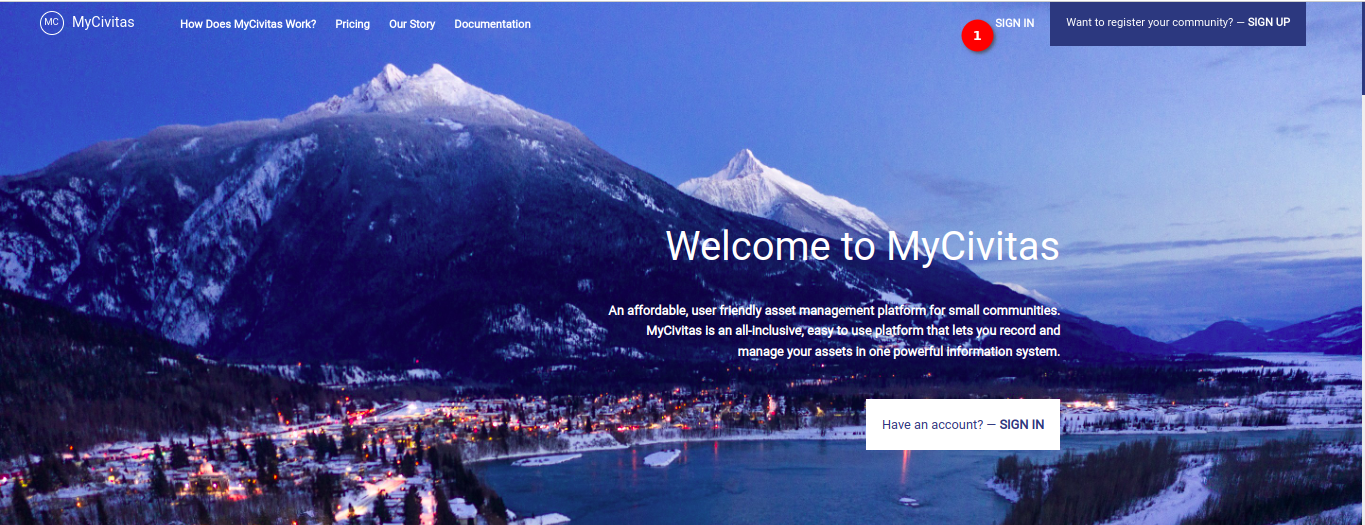 MC MyCivitas How Does MyCivitas Work? Pricing Our Story Documentation 1 SIGN IN Want to register your community? — SIGN UP
Welcome to MyCivitas
An affordable, user friendly asset management platform for small communities.
MyCivitas is an all-inclusive, easy to use platform that lets you record and
manage your assets in one powerful information system.
Have an account? — SIGN IN